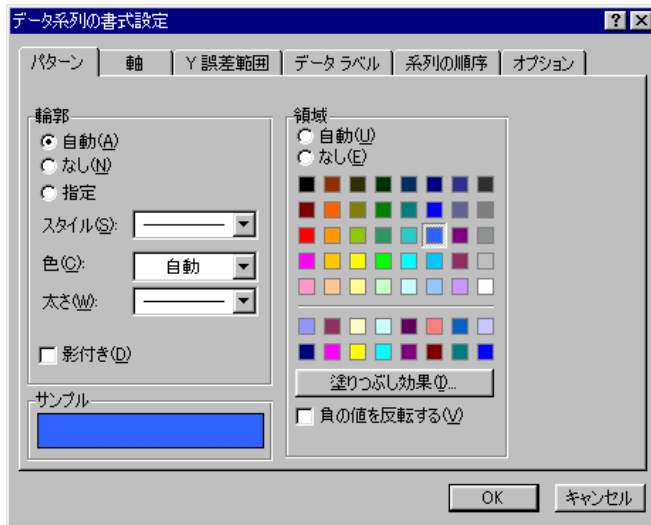 データ系列の書式設定
パターン 軸 Y 誤差範囲 データ ラベル 系列の順序 オプション
輪郭
自動(A)
なし(N)
指定
スタイル(S):
色(C): 自動
太さ(W):
影付き(D)
サンプル
領域
自動(U)
なし(E)
塗りつぶし効果(I)...
負の値を反転する(V)
OK キャンセル